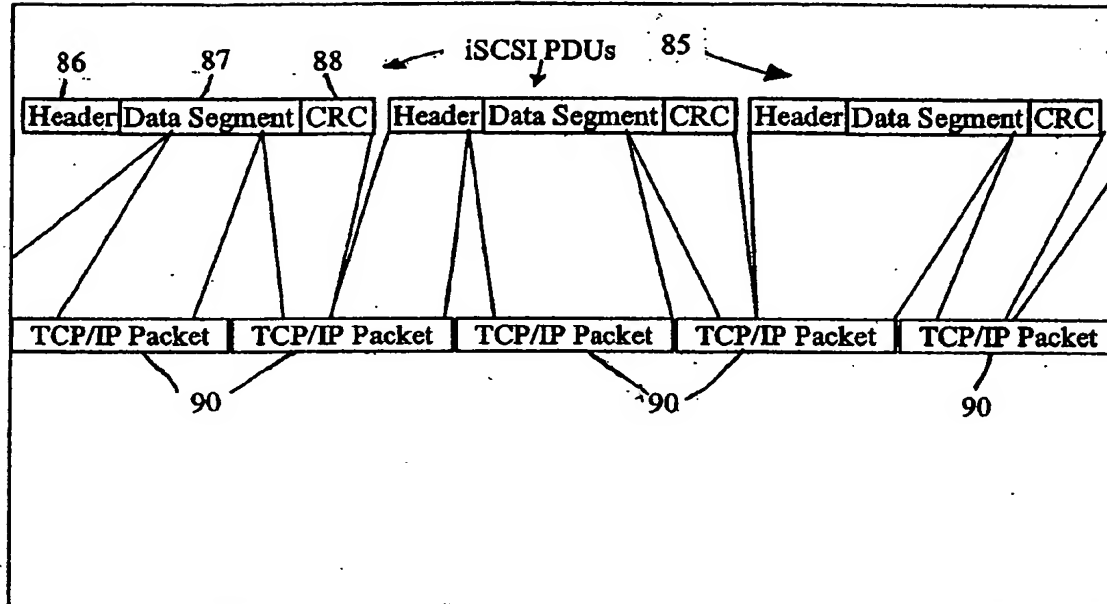 iSCSI PDUs 85
86 87 88
Header Data Segment CRC Header Data Segment CRC Header Data Segment CRC
TCP/IP Packet TCP/IP Packet TCP/IP Packet TCP/IP Packet TCP/IP Packet
90 90 90